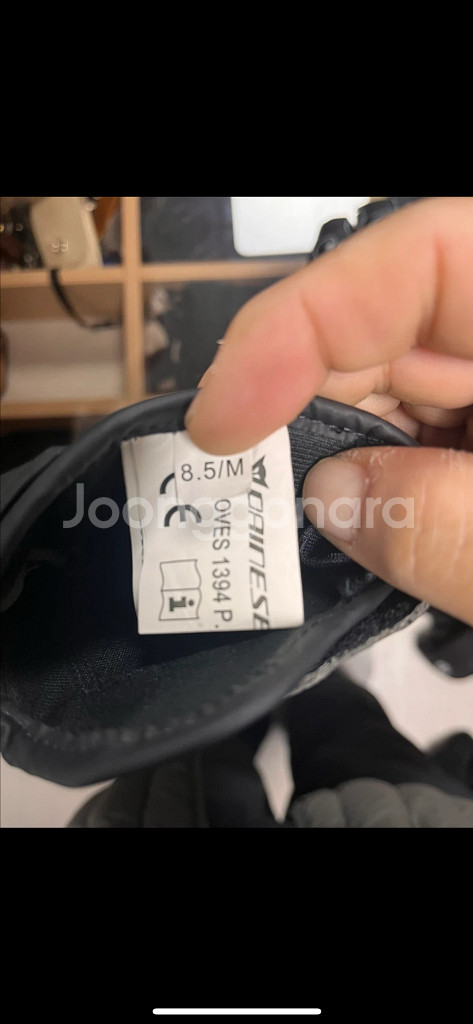 8.5/M
CE
OVES 1394 P.
DAINESE
Joongonara